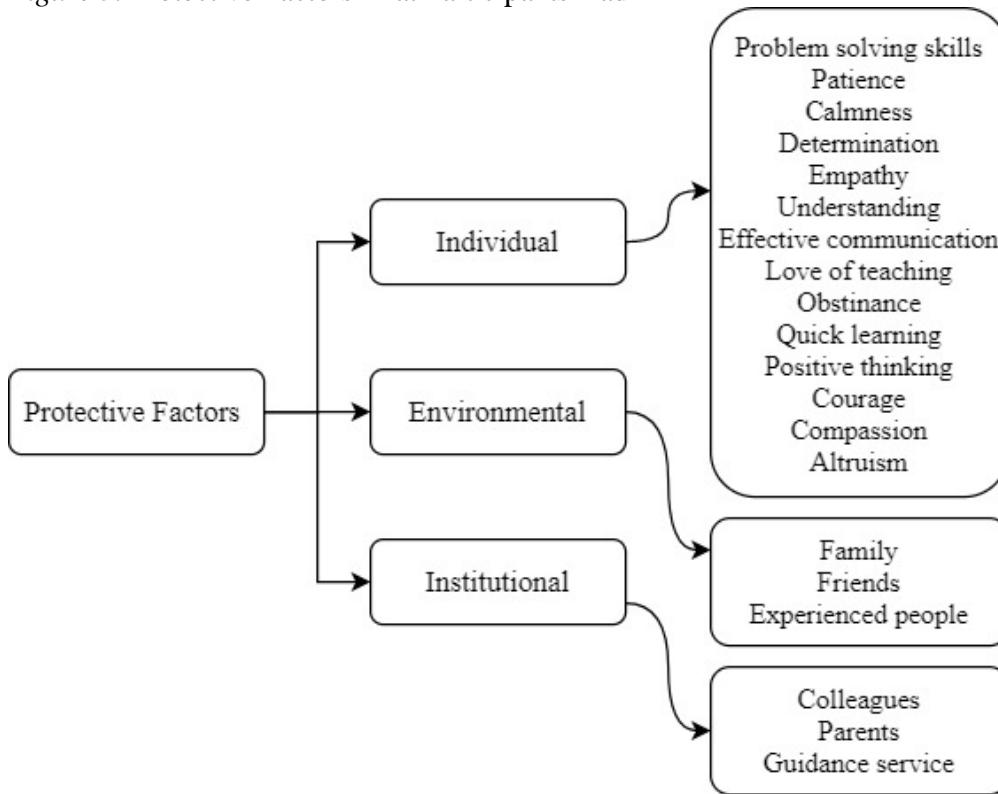 Protective Factors
Individual
Environmental
Institutional
Problem solving skills
Patience
Calmness
Determination
Empathy
Understanding
Effective communication
Love of teaching
Obstinance
Quick learning
Positive thinking
Courage
Compassion
Altruism
Family
Friends
Experienced people
Colleagues
Parents
Guidance service